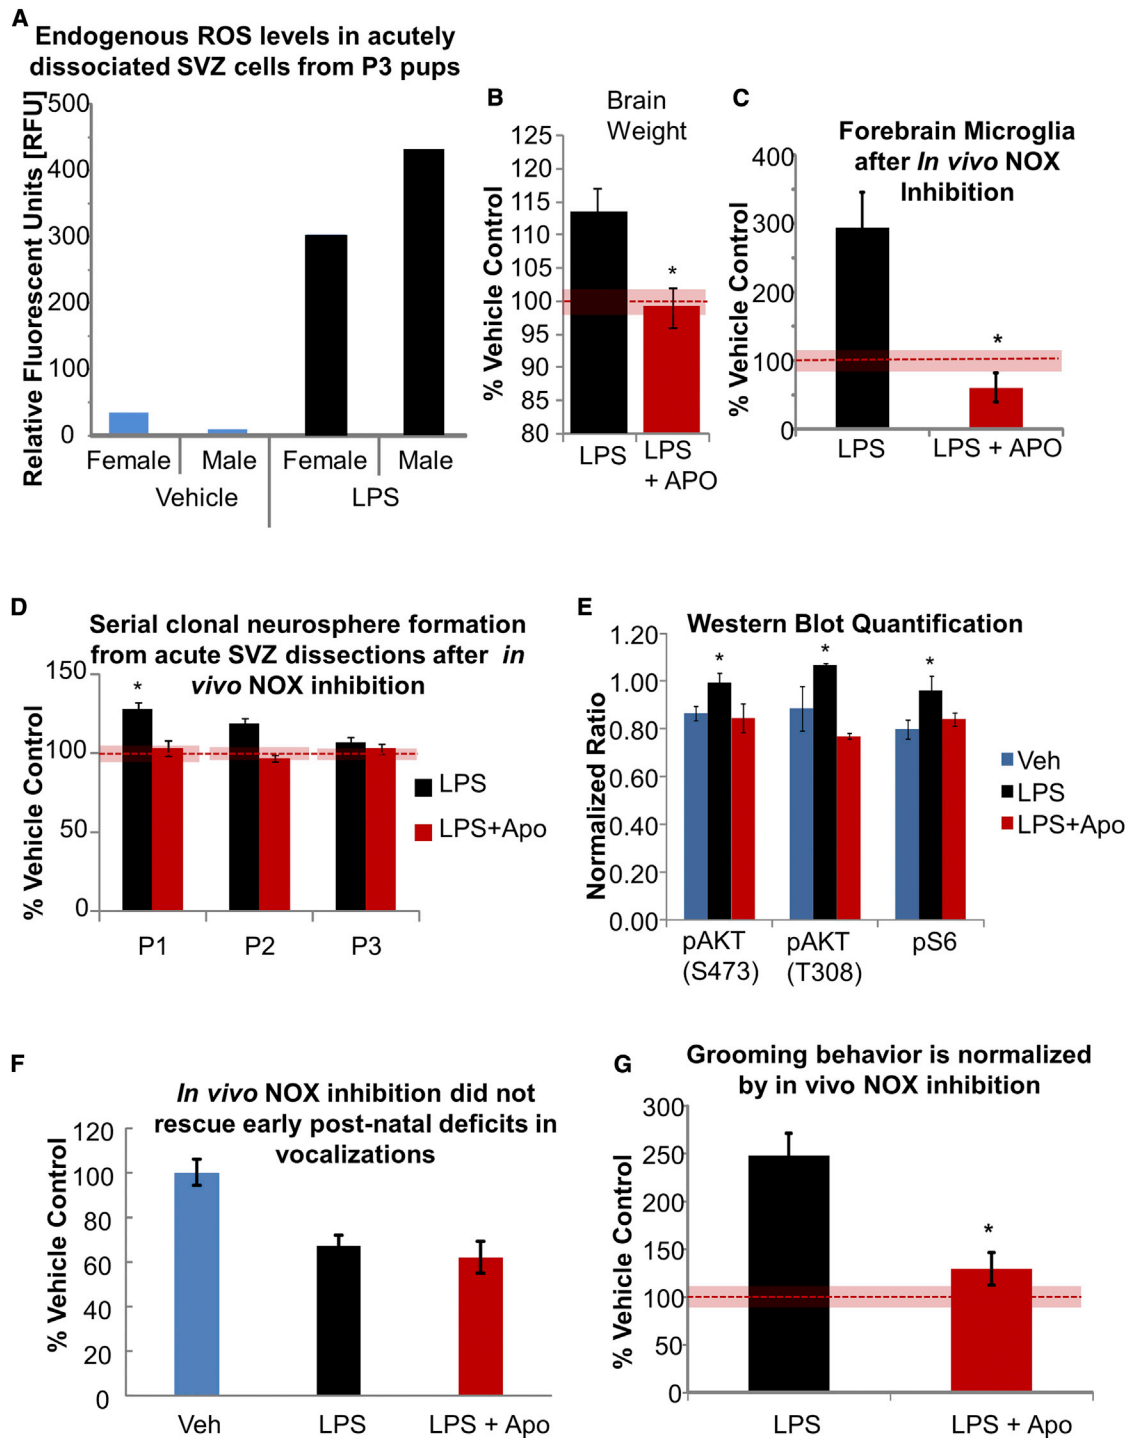 A
Endogenous ROS levels in acutely
dissociated SVZ cells from P3 pups
Relative Fluorescent Units [RFU]
500
400
300
200
100
0
Female Male Female Male
Vehicle LPS
B
Brain
Weight
% Vehicle Control
125
120
115
110
105
100
95
90
85
80
*
LPS LPS
+ APO
C
Forebrain Microglia
after In vivo NOX
Inhibition
% Vehicle Control
400
300
200
100
0
*
LPS LPS + APO
D
Serial clonal neurosphere formation
from acute SVZ dissections after in
vivo NOX inhibition
% Vehicle Control
150
100
50
0
*
P1 P2 P3
LPS
LPS+Apo
E
Western Blot Quantification
Normalized Ratio
1.20
1.00
0.80
0.60
0.40
0.20
0.00
* * *
pAKT pAKT pS6
(S473) (T308)
Veh
LPS
LPS+Apo
F
In vivo NOX inhibition did not
rescue early post-natal deficits in
vocalizations
% Vehicle Control
120
100
80
60
40
20
0
Veh LPS LPS + Apo
G
Grooming behavior is normalized
by in vivo NOX inhibition
% Vehicle Control
300
250
200
150
100
50
0
*
LPS LPS + Apo